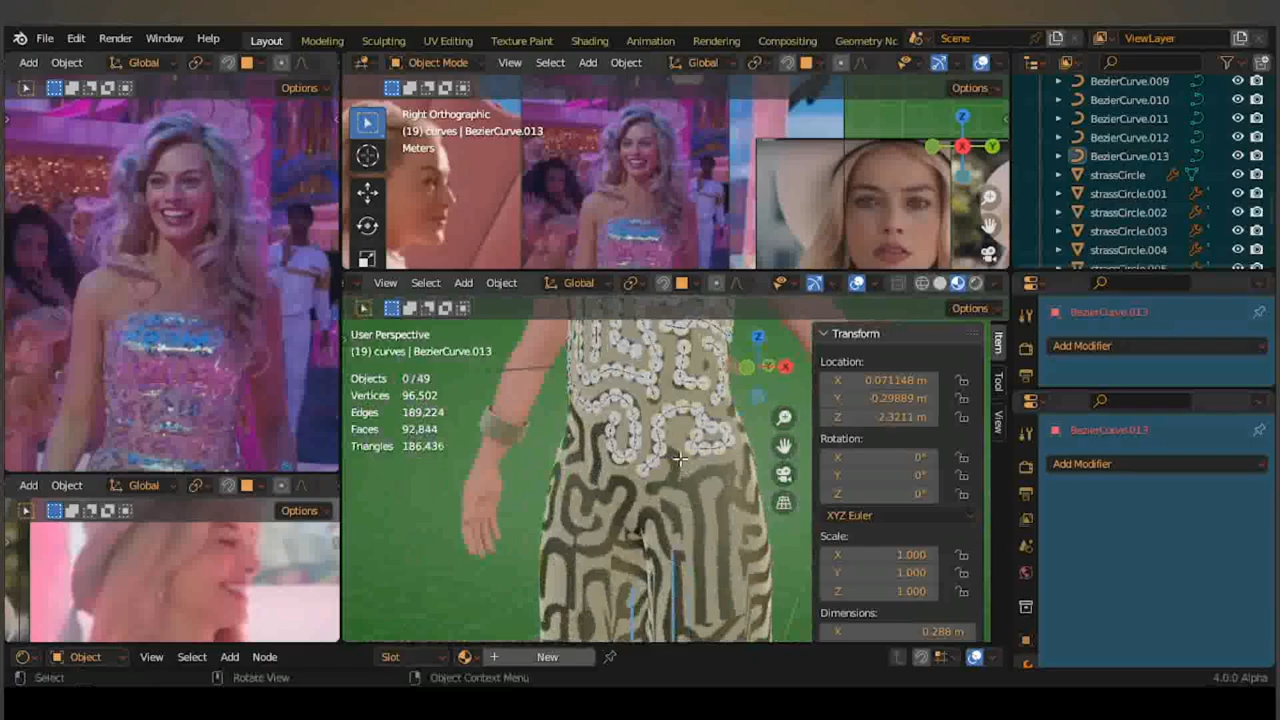 File Edit Render Window Help Layout Modeling Sculpting UV Editing Texture Paint Shading Animation Rendering Compositing Geometry Nc Scene ViewLayer
Add Object Global
Options
Object Mode View Select Add Object Global
Options
Right Orthographic
(19) curves | BezierCurve.013
Meters
BezierCurve.009
BezierCurve.010
BezierCurve.011
BezierCurve.012
BezierCurve.013
strassCircle
strassCircle.001
strassCircle.002
strassCircle.003
strassCircle.004
View Select Add Object Global
Options
User Perspective
(19) curves | BezierCurve.013
Objects 0/49
Vertices 96,502
Edges 189,224
Faces 92,844
Triangles 186,436
Z
X
Transform
Location:
X 0.071148 m
Y -0.29889 m
Z -2.3211 m
Rotation:
X 0°
Y 0°
Z 0°
XYZ Euler
Scale:
X 1.000
Y 1.000
Z 1.000
Dimensions:
X 0.288 m
Item
Tool
View
BezierCurve.013
Add Modifier
BezierCurve.013
Add Modifier
Add Object Global
Options
Object View Select Add Node Slot New
Select Rotate View Object Context Menu 4.0.0 Alpha